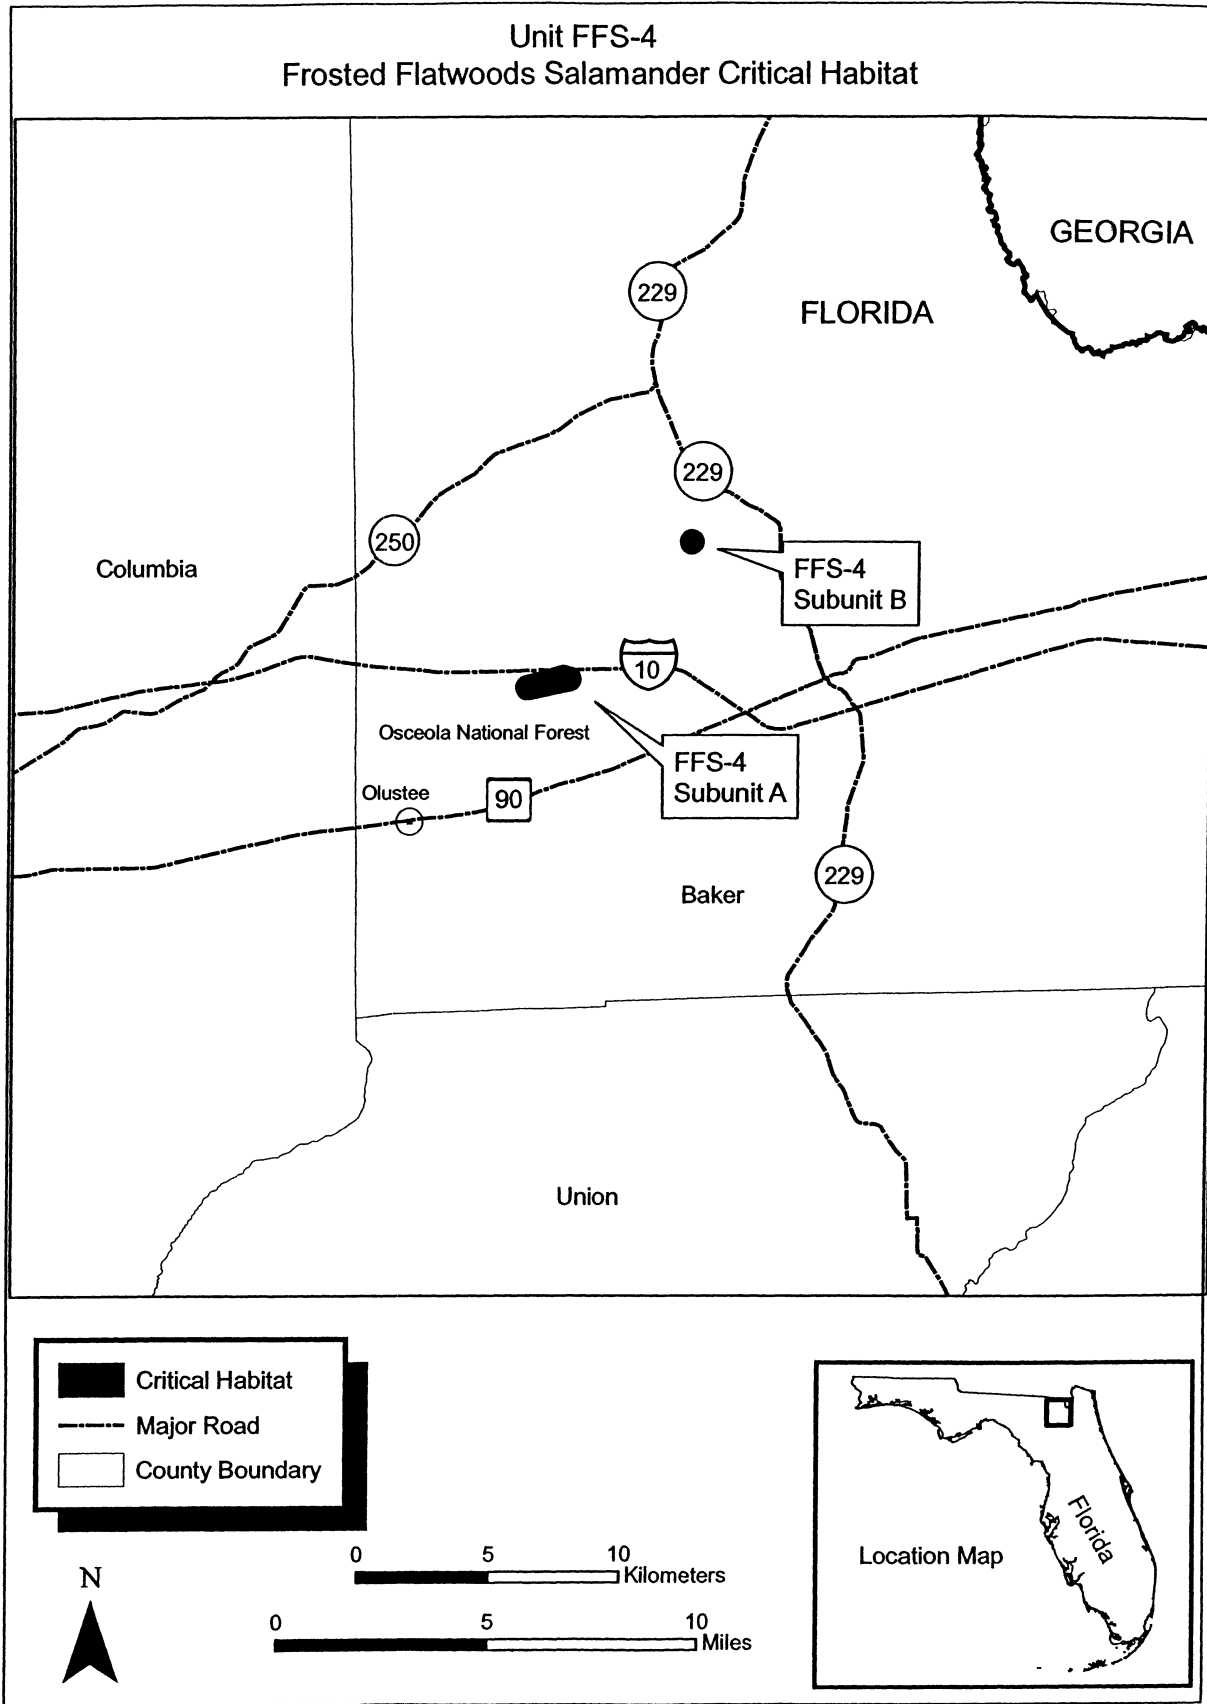 Unit FFS-4
Frosted Flatwoods Salamander Critical Habitat
GEORGIA
229
FLORIDA
229
250
Columbia
FFS-4
Subunit B
10
Osceola National Forest
FFS-4
Subunit A
Olustee
90
229
Baker
Union
Critical Habitat
Major Road
County Boundary
N
0 5 10
Kilometers
0 5 10
Miles
Florida
Location Map